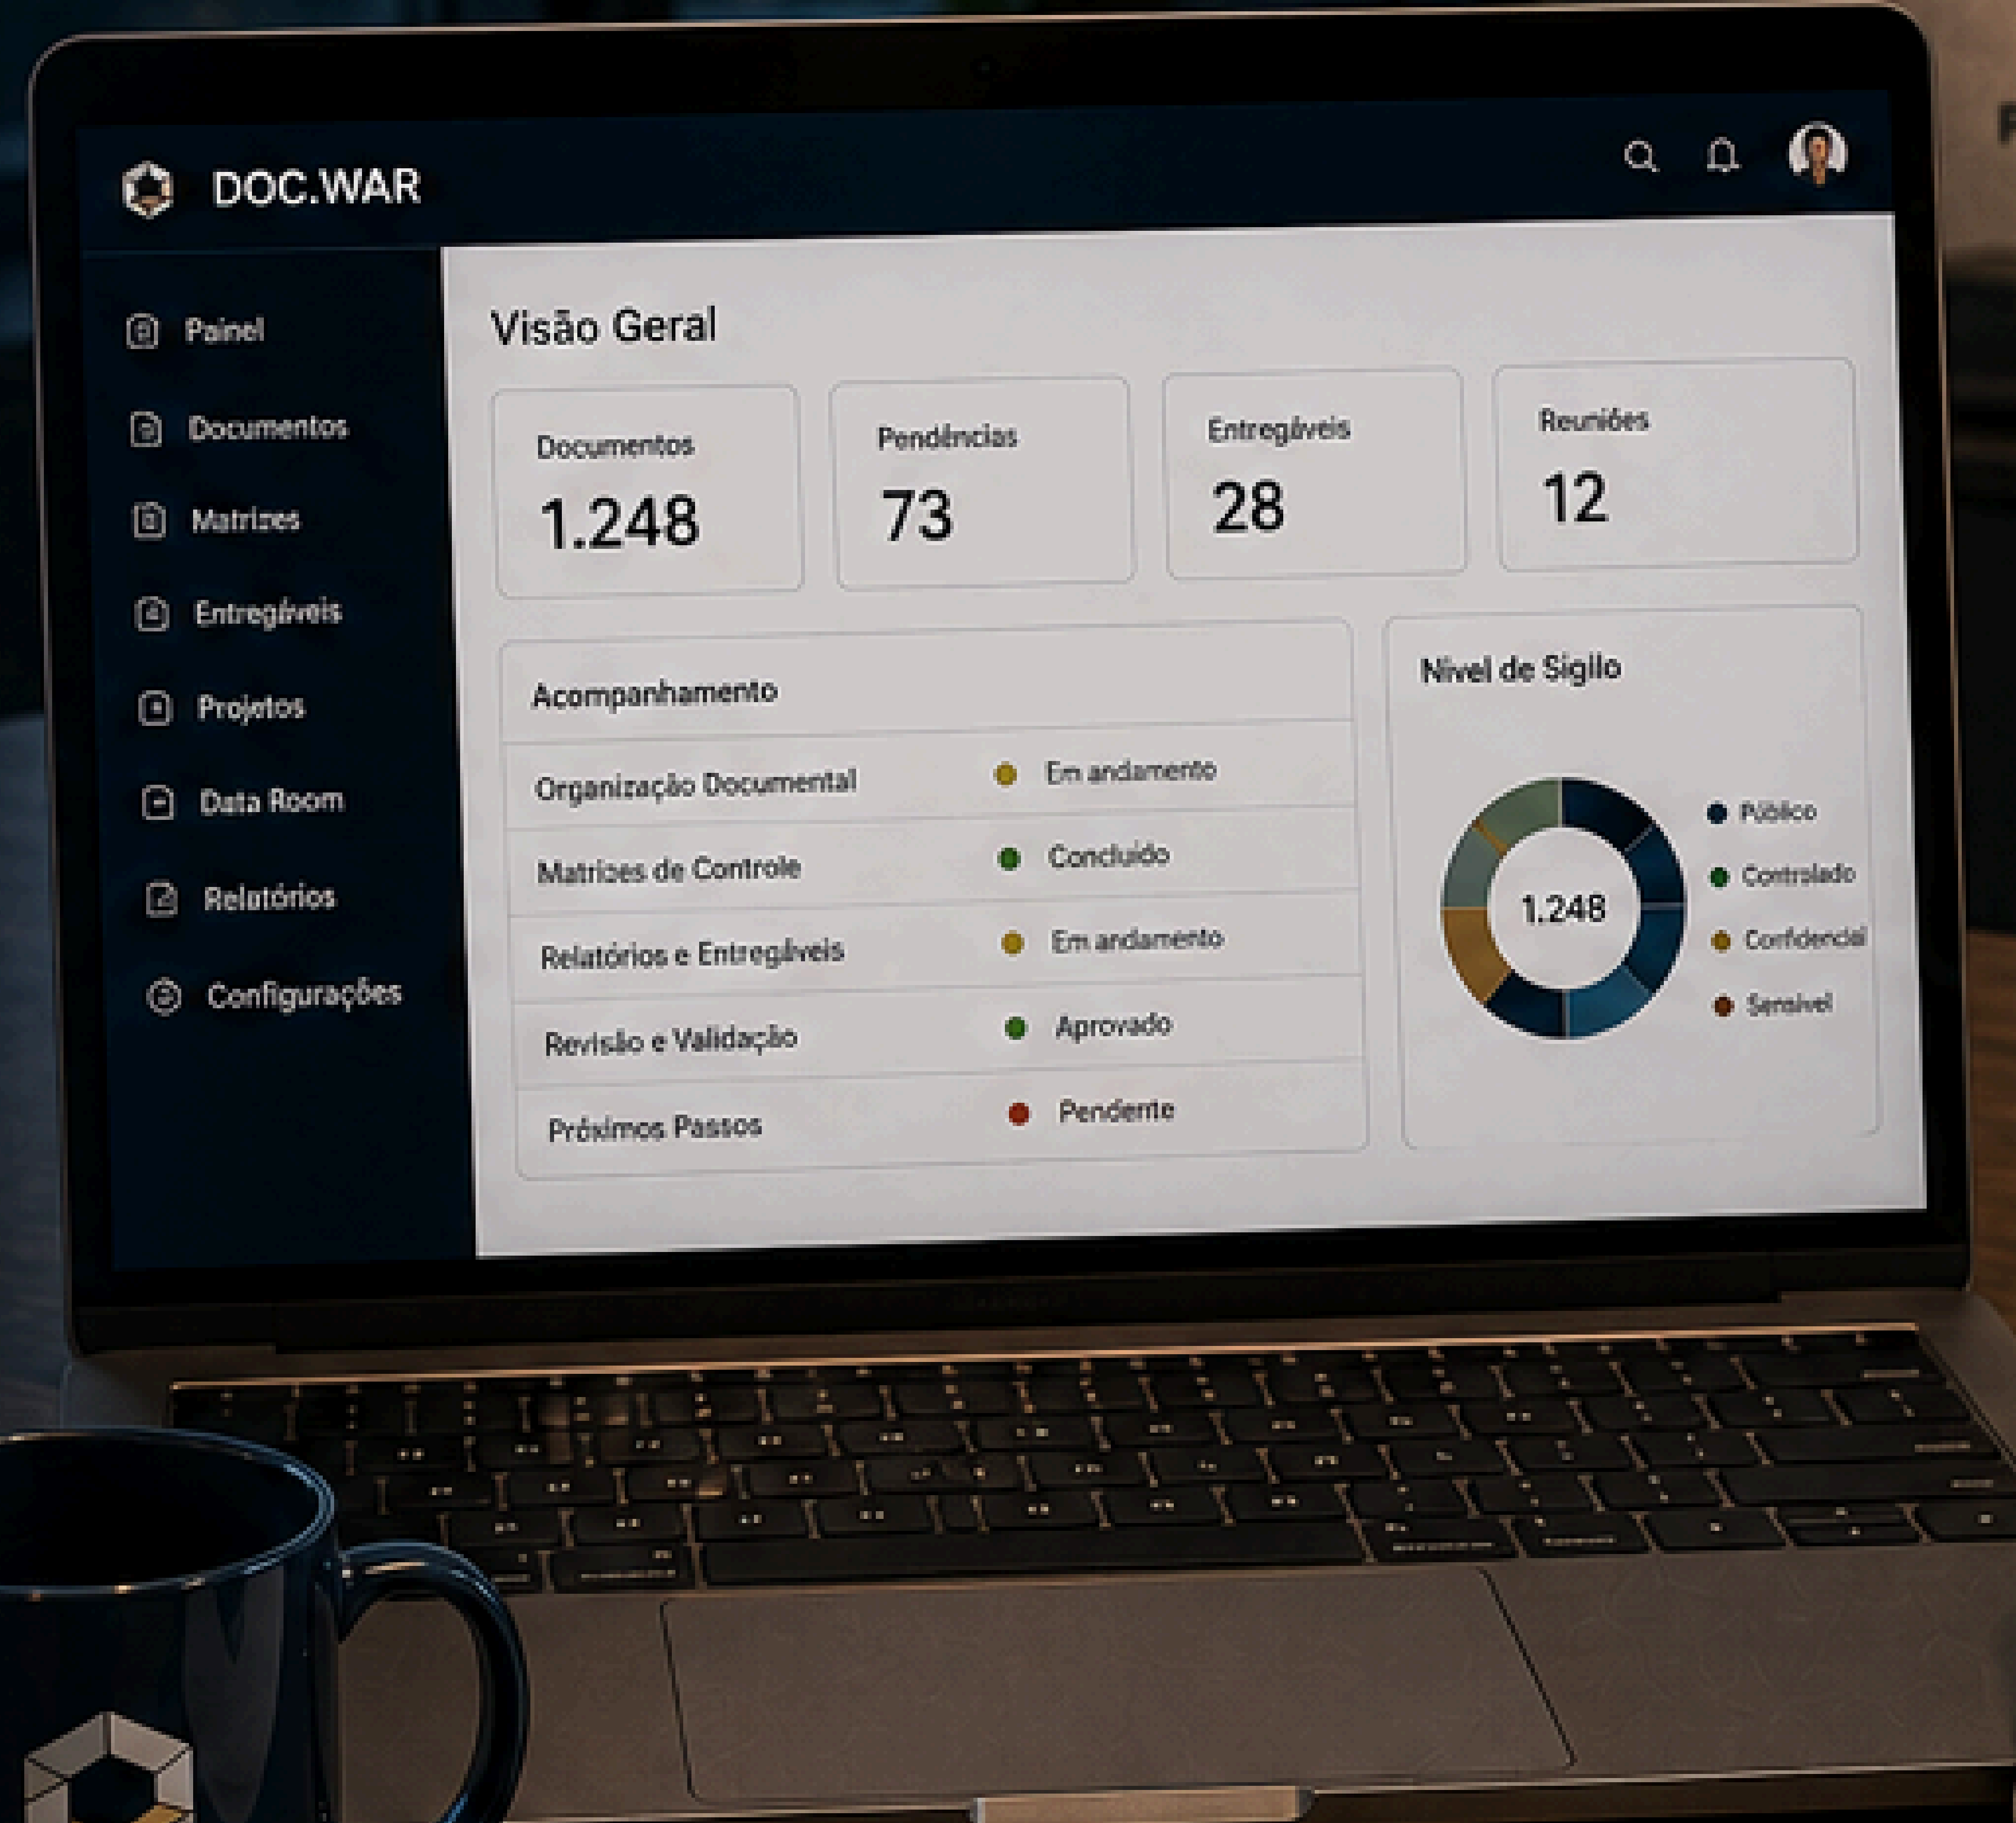 DOC.WAR
Painel
Documentos
Matrizes
Entregáveis
Projetos
Data Room
Relatórios
Configurações
Visão Geral
Documentos
1.248
Pendências
73
Entregáveis
28
Reuniões
12
Acompanhamento
Organização Documental
Em andamento
Matrizes de Controle
Concluído
Relatórios e Entregáveis
Em andamento
Revisão e Validação
Aprovado
Próximos Passos
Pendente
Nível de Sigilo
1.248
Público
Controlado
Confidencial
Sensível